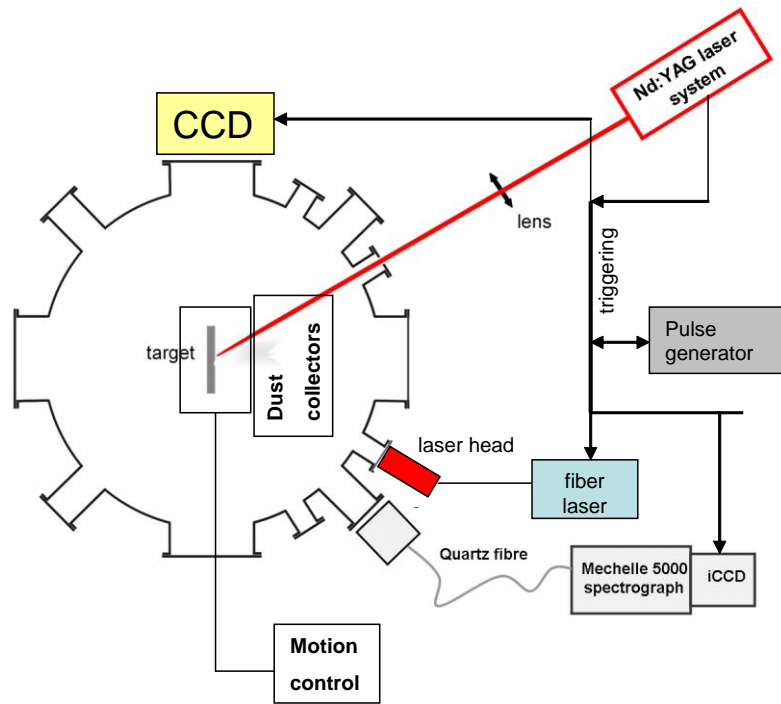 Nd:YAG laser
system
CCD
lens
triggering
Pulse
generator
target
Dust
collectors
laser head
fiber
laser
Quartz fibre
Mechelle 5000
spectrograph
iCCD
Motion
control